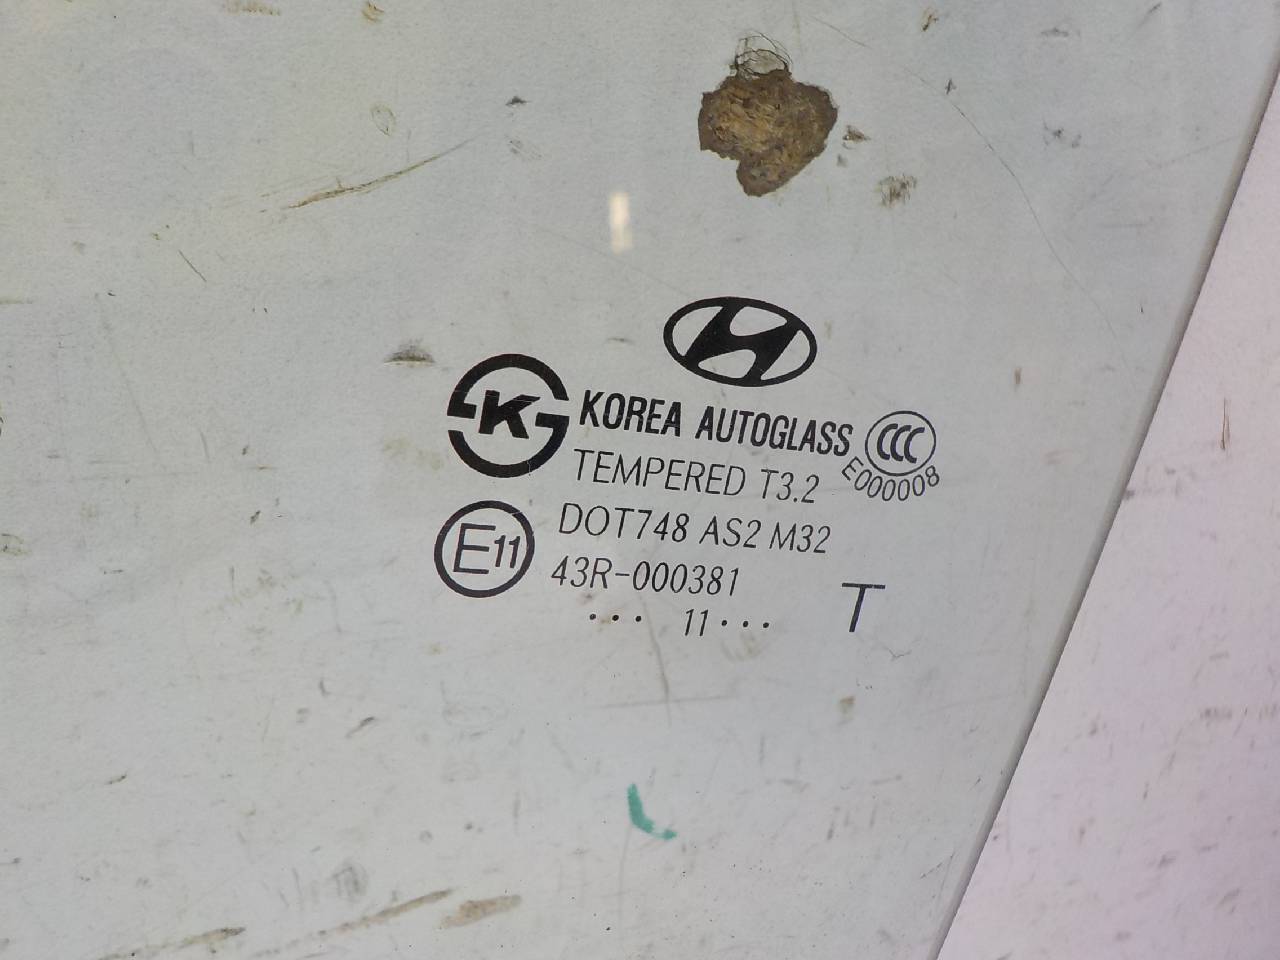 K
KOREA AUTOGLASS
CCC
E000008
TEMPERED T3.2
DOT748 AS2 M32
E11
43R-000381
... 11 ...
T